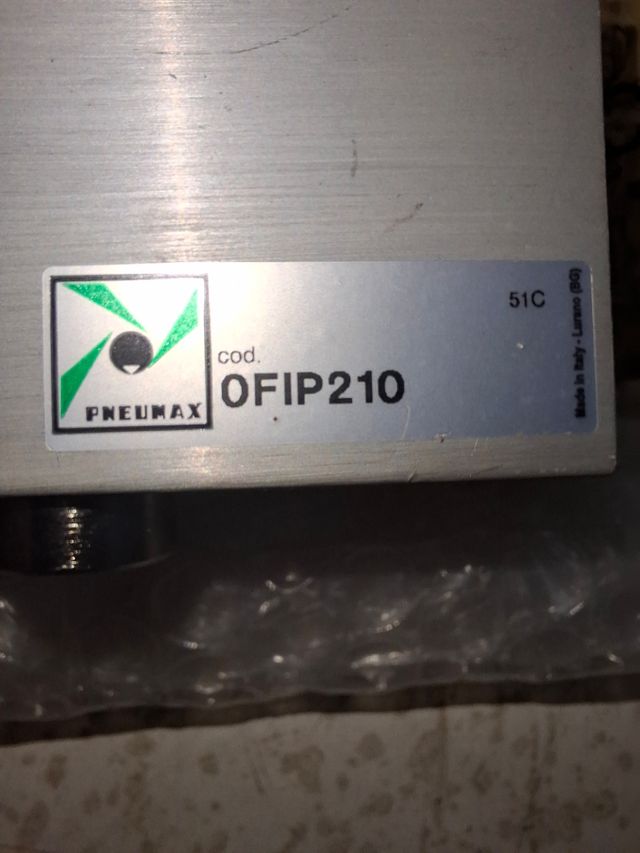 51C
cod.
0FIP210
PNEUMAX
Made in Italy - Lurano (BG)